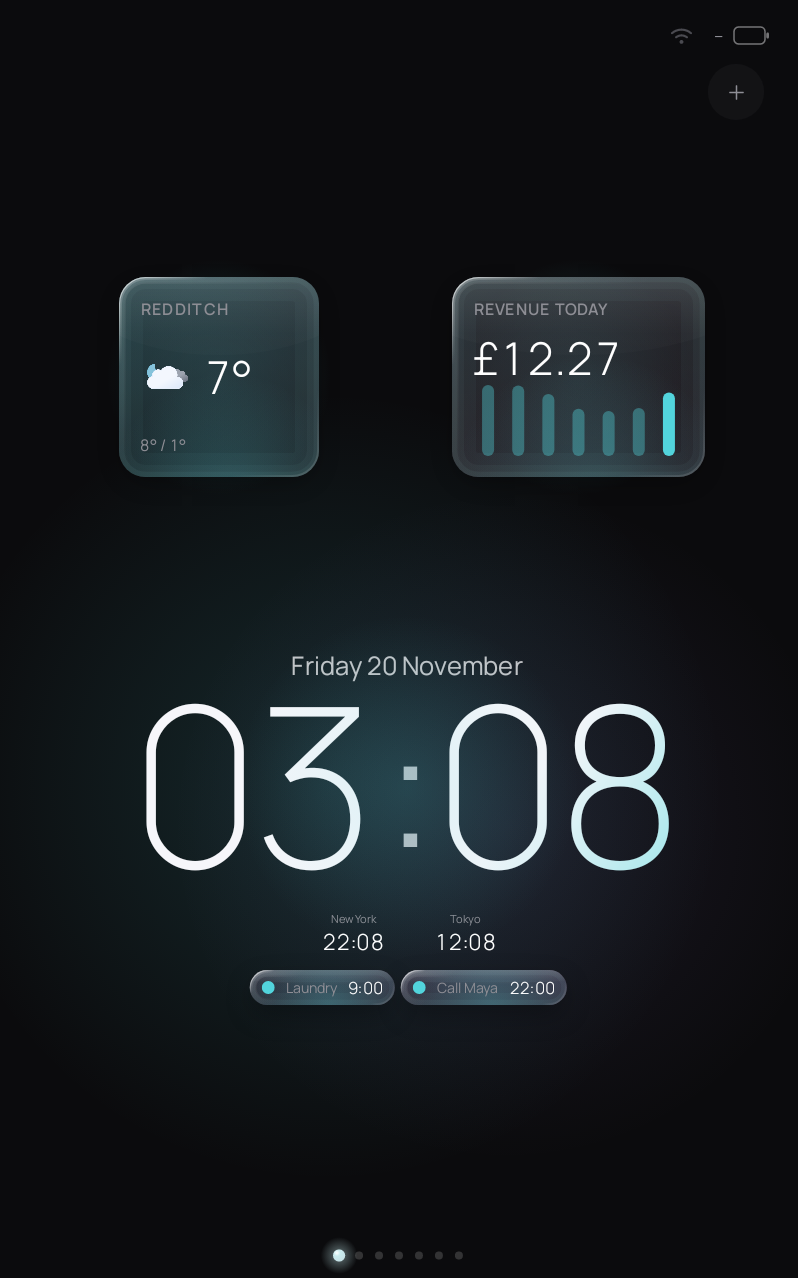 –
+
REDDITCH
7°
8° / 1°
REVENUE TODAY
£12.27
Friday 20 November
03:08
New York
22:08
Tokyo
12:08
Laundry 9:00
Call Maya 22:00